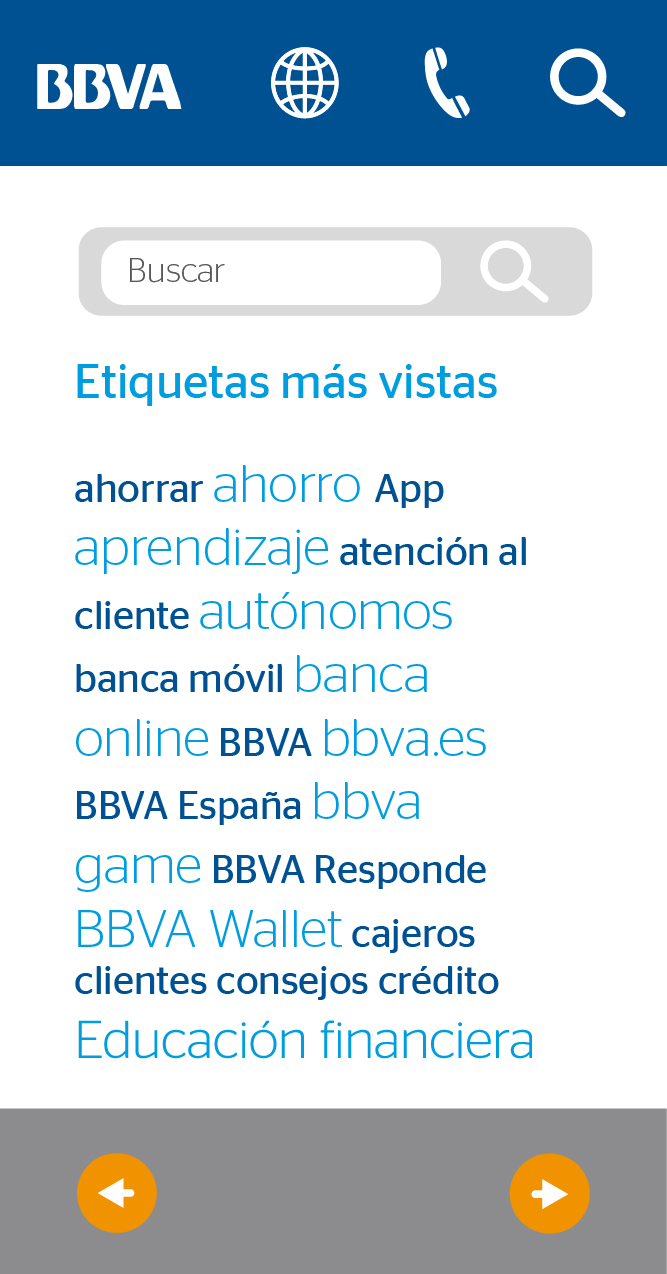 BBVA
Buscar
Etiquetas más vistas
ahorrar ahorro App
aprendizaje atención al
cliente autónomos
banca móvil banca
online BBVA bbva.es
BBVA España bbva
game BBVA Responde
BBVA Wallet cajeros
clientes consejos crédito
Educación financiera